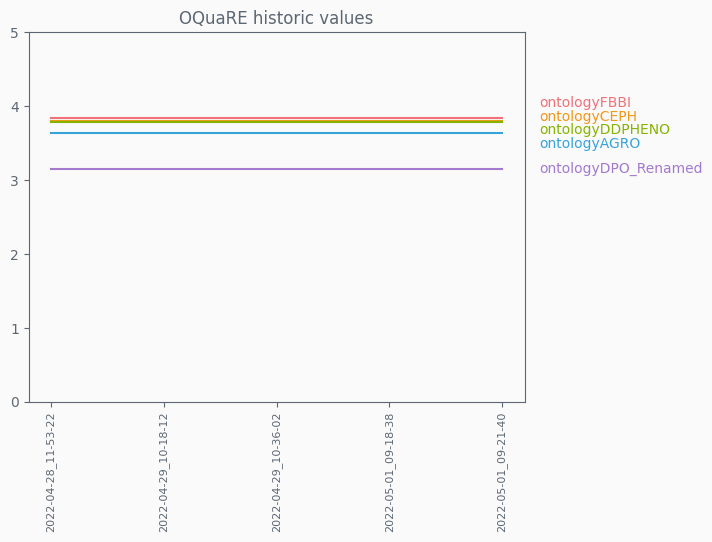 OQuaRE historic values
5
4
3
2
1
0
ontologyFBBI
ontologyCEPH
ontologyDDPHENO
ontologyAGRO
ontologyDPO_Renamed
2022-04-28_11-53-22
2022-04-29_10-18-12
2022-04-29_10-36-02
2022-05-01_09-18-38
2022-05-01_09-21-40